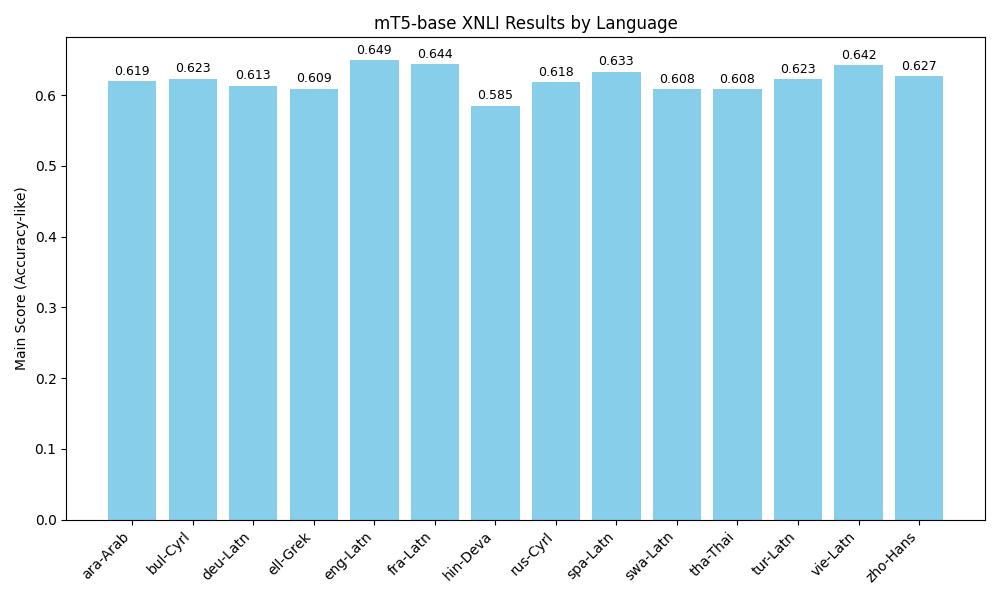 mT5-base XNLI Results by Language
Main Score (Accuracy-like)
0.6
0.5
0.4
0.3
0.2
0.1
0.0
0.619
0.623
0.613
0.609
0.649
0.644
0.585
0.618
0.633
0.608
0.608
0.623
0.642
0.627
ara-Arab
bul-Cyrl
deu-Latn
ell-Grek
eng-Latn
fra-Latn
hin-Deva
rus-Cyrl
spa-Latn
swa-Latn
tha-Thai
tur-Latn
vie-Latn
zho-Hans